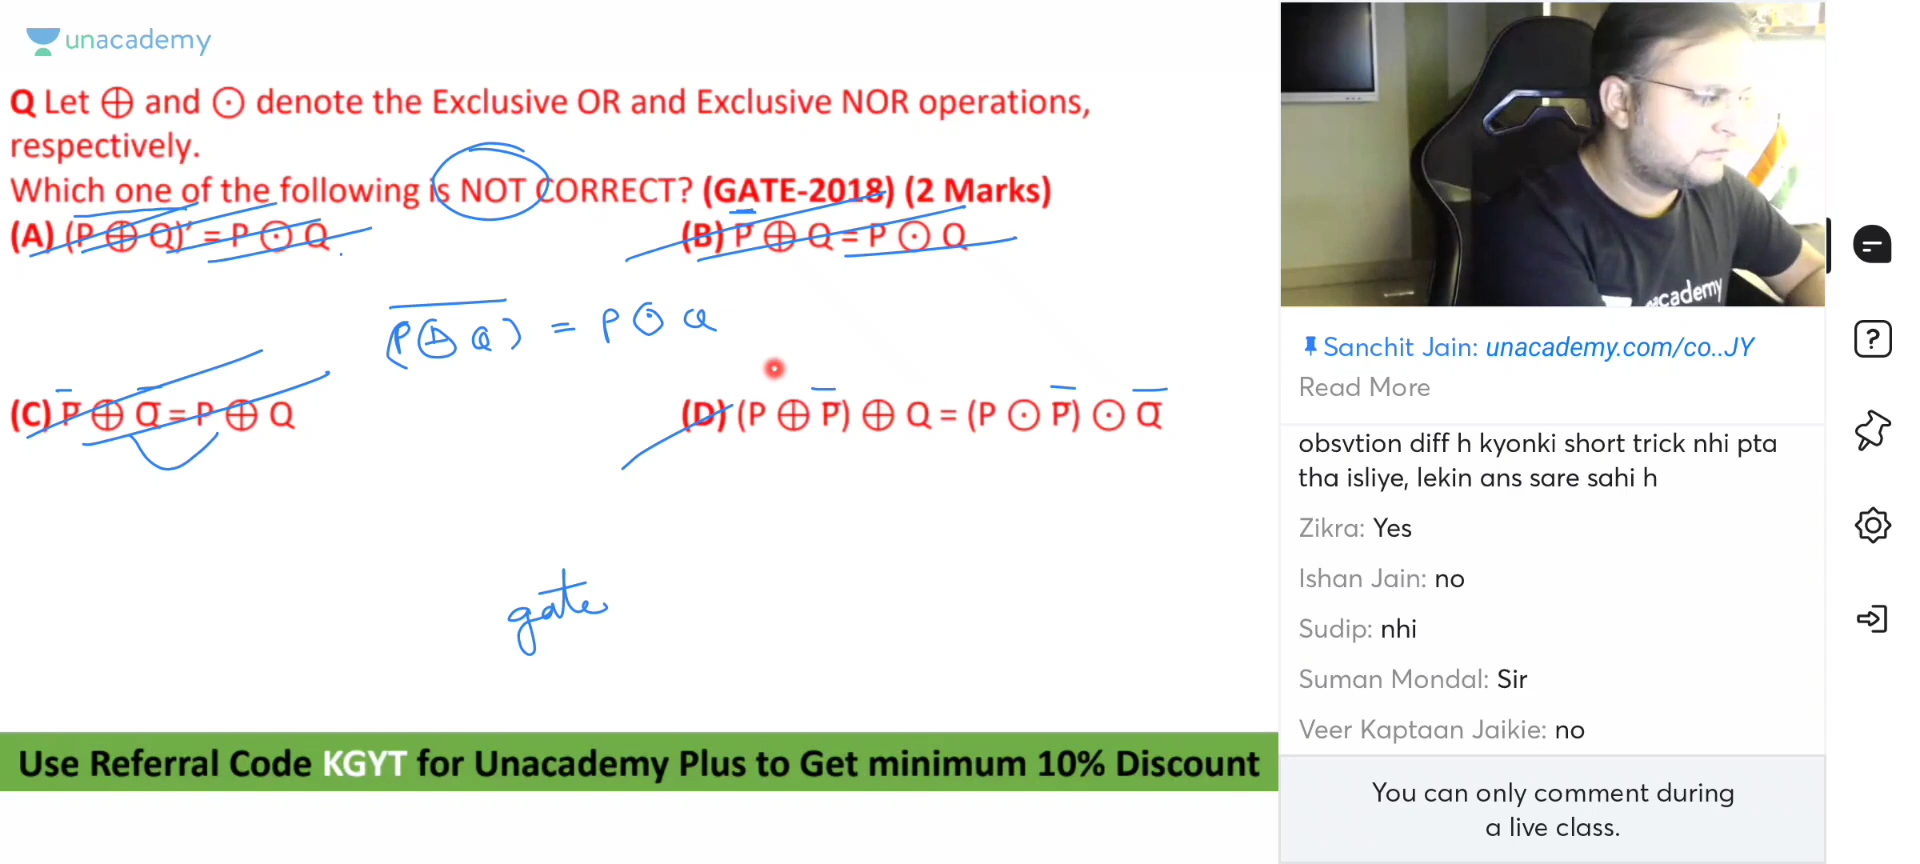 unacademy
Q Let ⊕ and ⊙ denote the Exclusive OR and Exclusive NOR operations,
respectively.
Which one of the following is NOT CORRECT? (GATE-2018) (2 Marks)
(A) (P ⊕ Q)′ = P ⊙ Q
(B) P̅ ⊕ Q = P ⊙ Q
(P ⊕ Q)̅ = P ⊙ Q
(C) P̅ ⊕ Q̅ = P ⊕ Q
(D) (P ⊕ P̅) ⊕ Q = (P ⊙ P̅) ⊙ Q̅
gate
Use Referral Code KGYT for Unacademy Plus to Get minimum 10% Discount
academy
Sanchit Jain: unacademy.com/co..JY
Read More
obsvtion diff h kyonki short trick nhi pta
tha isliye, lekin ans sare sahi h
Zikra: Yes
Ishan Jain: no
Sudip: nhi
Suman Mondal: Sir
Veer Kaptaan Jaikie: no
You can only comment during
a live class.
?